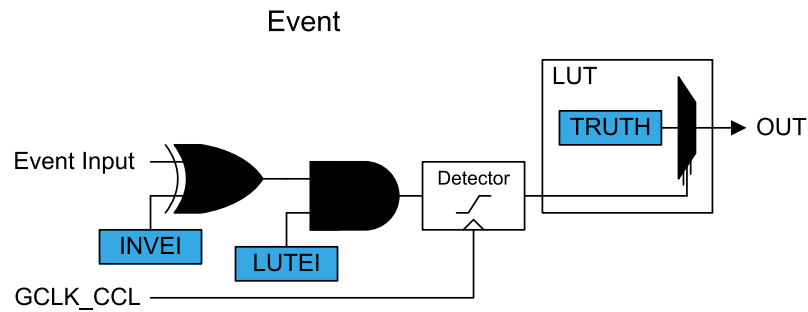 Event
LUT
TRUTH
OUT
Event Input
Detector
INVEI
LUTEI
GCLK_CCL